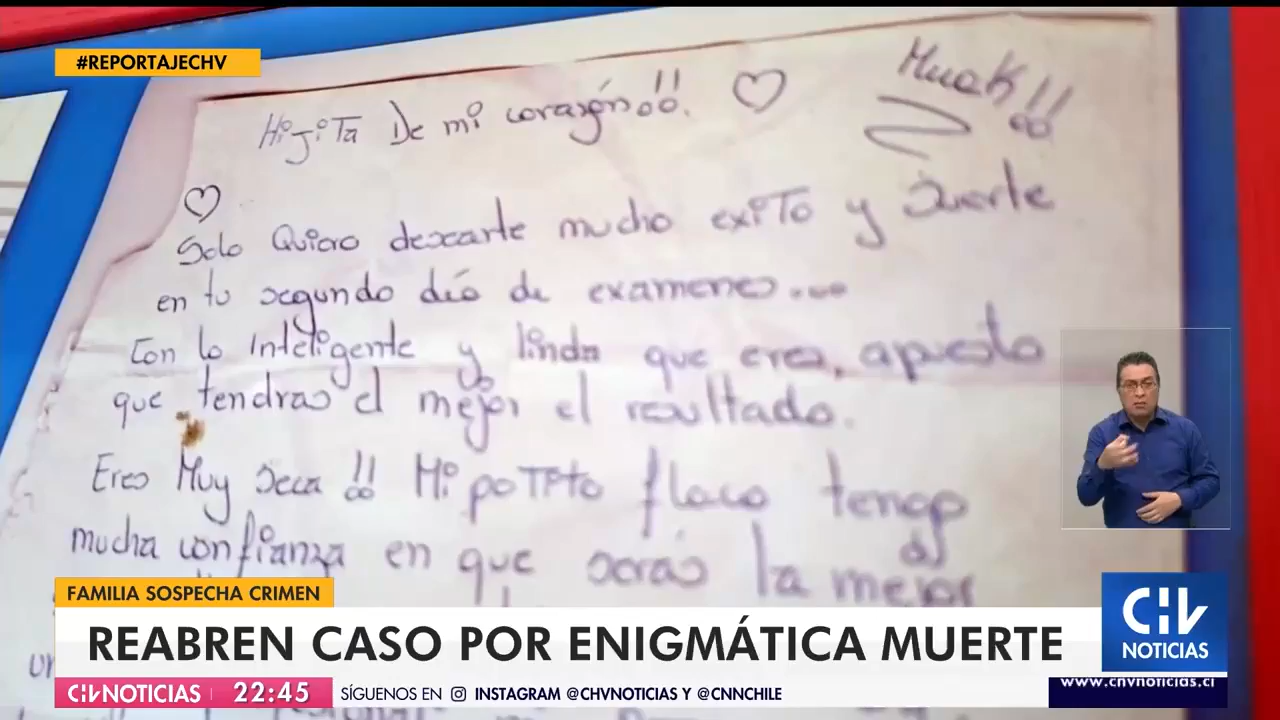 #REPORTAJECHV
Muak!!
Hijita De mi corazón!!.
Solo Quiero desearte mucho exiTo y Suerte
en tu segundo día de examenes...
Con lo Inteligente y linda que eres, apuesto
que tendras el mejor el resultado.
Eres Muy seca!! Mi poTito flaco tengo
mucha confianza en que serás la mejor
FAMILIA SOSPECHA CRIMEN
REABREN CASO POR ENIGMÁTICA MUERTE
CHV
NOTICIAS
CHV NOTICIAS 22:45 SÍGUENOS EN INSTAGRAM @CHVNOTICIAS Y @CNNCHILE
www.chvnoticias.cl